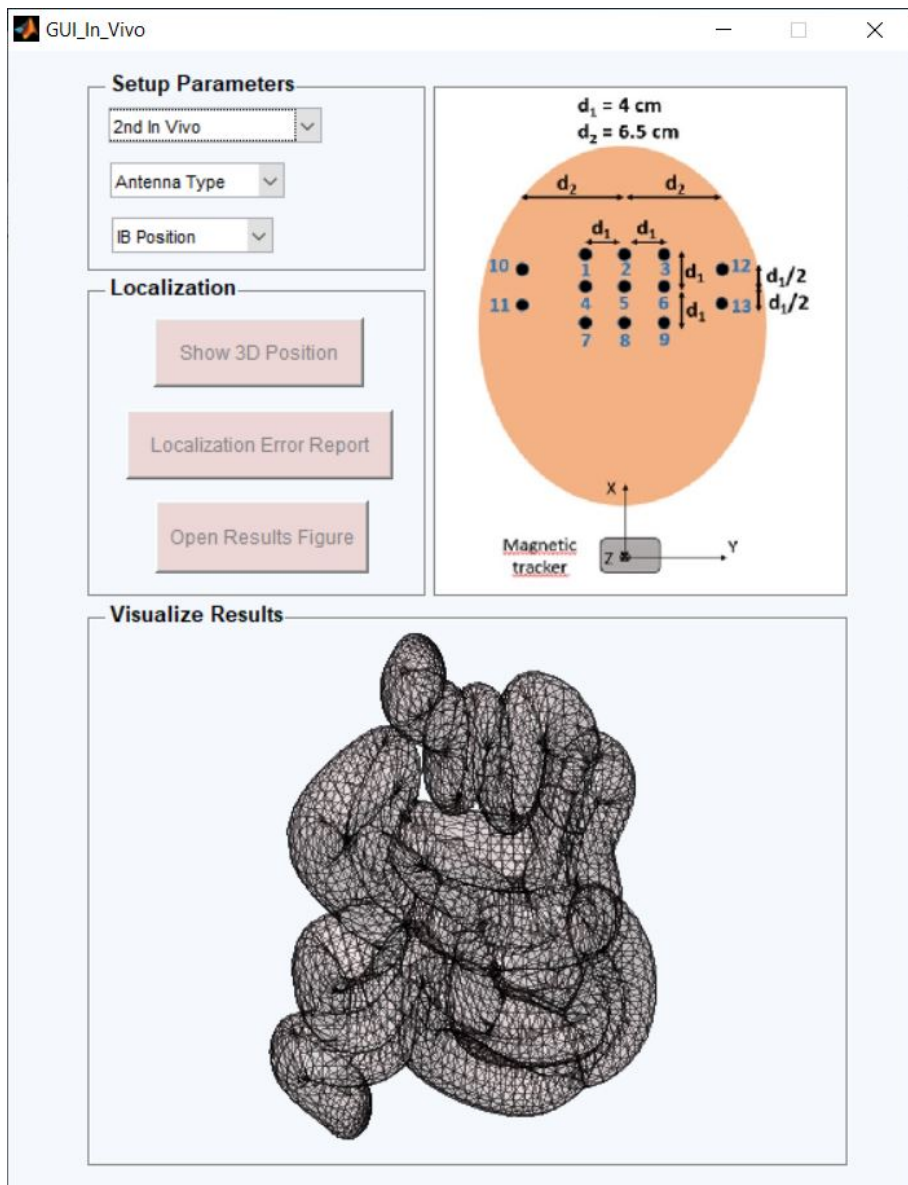 GUI_In_Vivo
Setup Parameters
2nd In Vivo
Antenna Type
IB Position
Localization
Show 3D Position
Localization Error Report
Open Results Figure
d₁ = 4 cm
d₂ = 6.5 cm
d₂ d₂
d₁ d₁
10 1 2 3 d₁ 12 d₁/2
11 4 5 6 d₁ 13 d₁/2
7 8 9
X
Magnetic
tracker
Z Y
Visualize Results